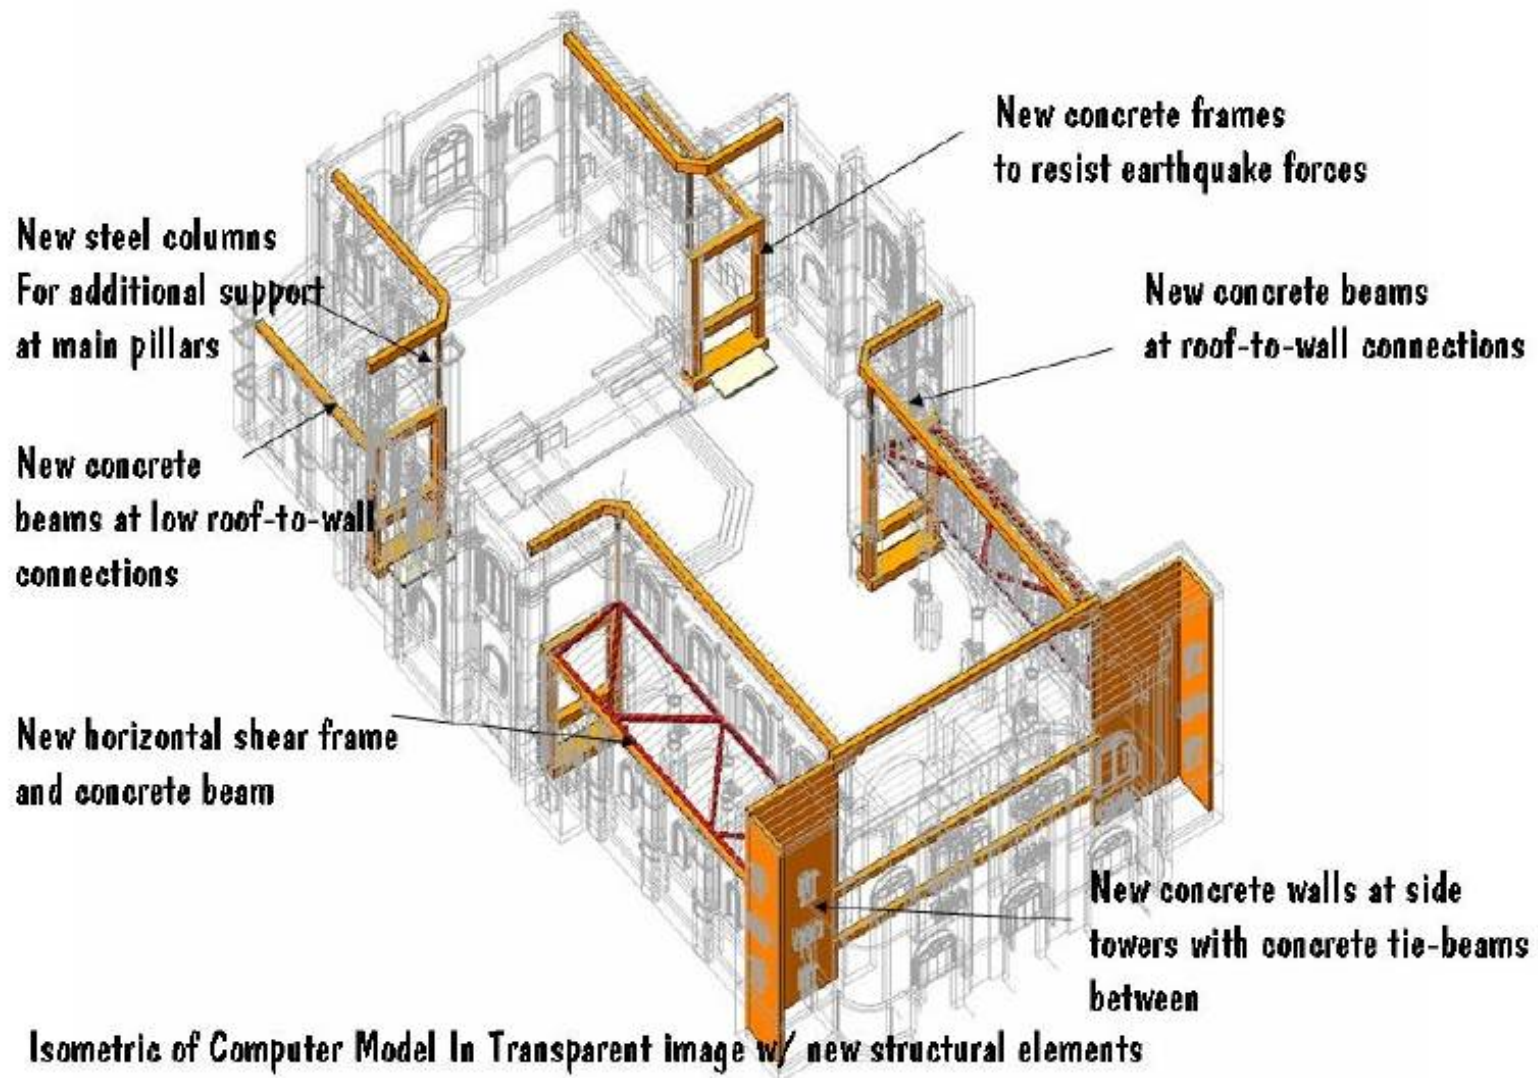 New concrete frames
to resist earthquake forces
New steel columns
For additional support
at main pillars
New concrete beams
at roof-to-wall connections
New concrete
beams at low roof-to-wall
connections
New horizontal shear frame
and concrete beam
New concrete walls at side
towers with concrete tie-beams
between
Isometric of Computer Model In Transparent image w/ new structural elements